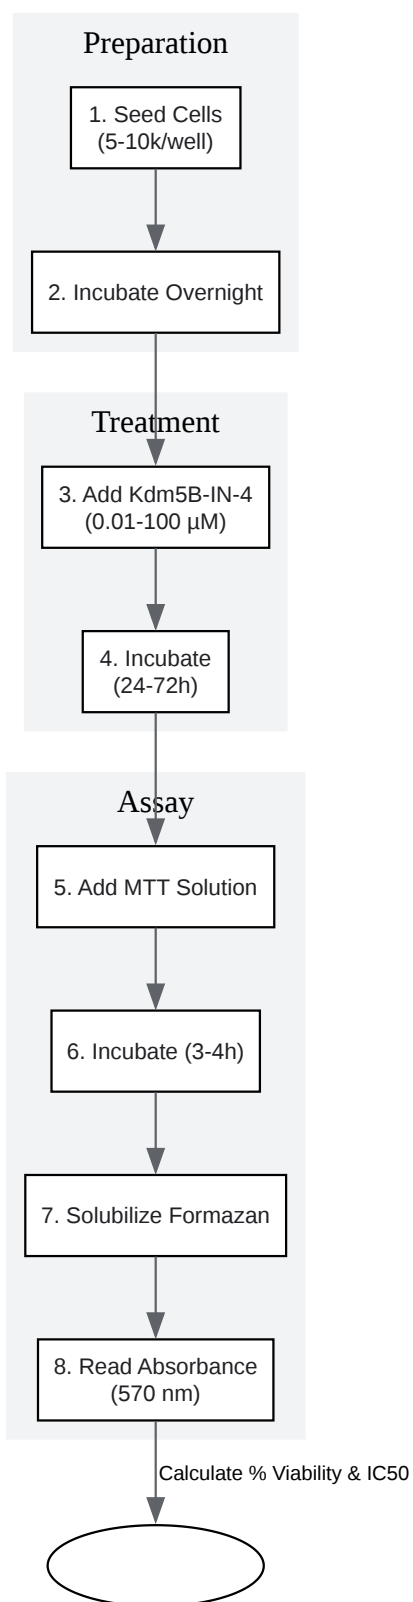 Preparation
1. Seed Cells
(5-10k/well)
2. Incubate Overnight
Treatment
3. Add Kdm5B-IN-4
(0.01-100 µM)
4. Incubate
(24-72h)
Assay
5. Add MTT Solution
6. Incubate (3-4h)
7. Solubilize Formazan
8. Read Absorbance
(570 nm)
Calculate % Viability & IC50